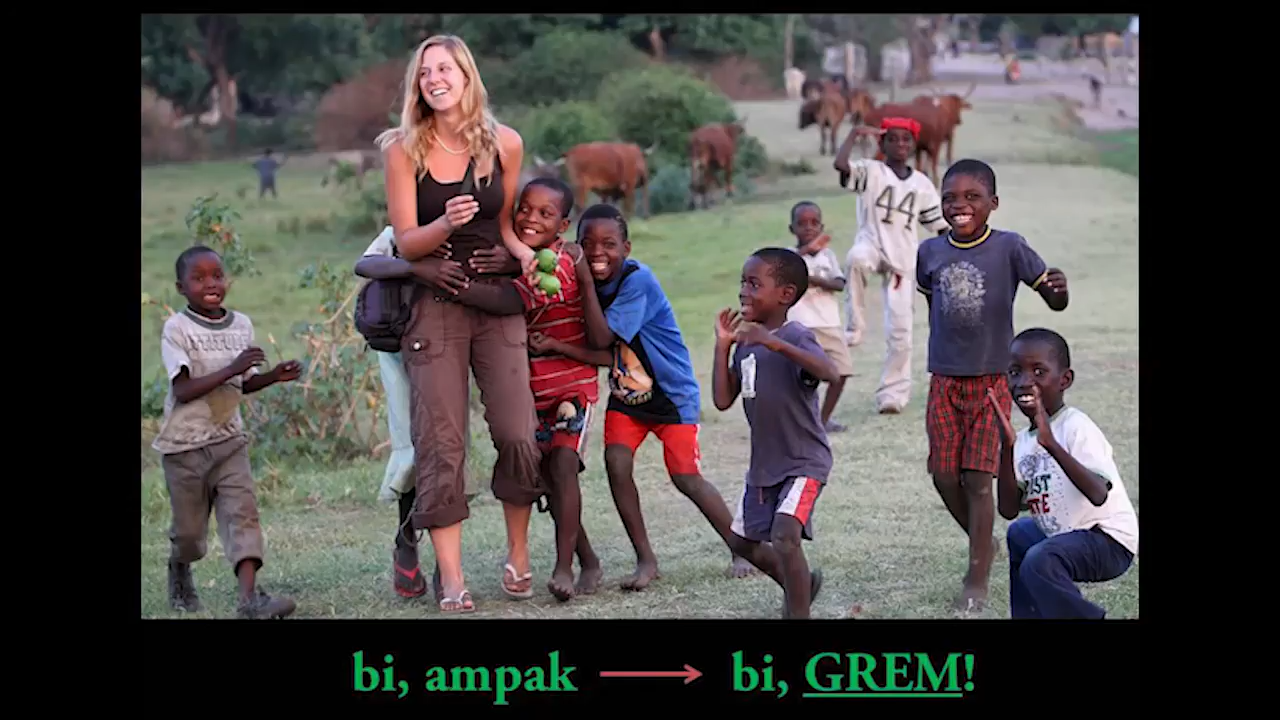 44
bi, ampak → bi, GREM!